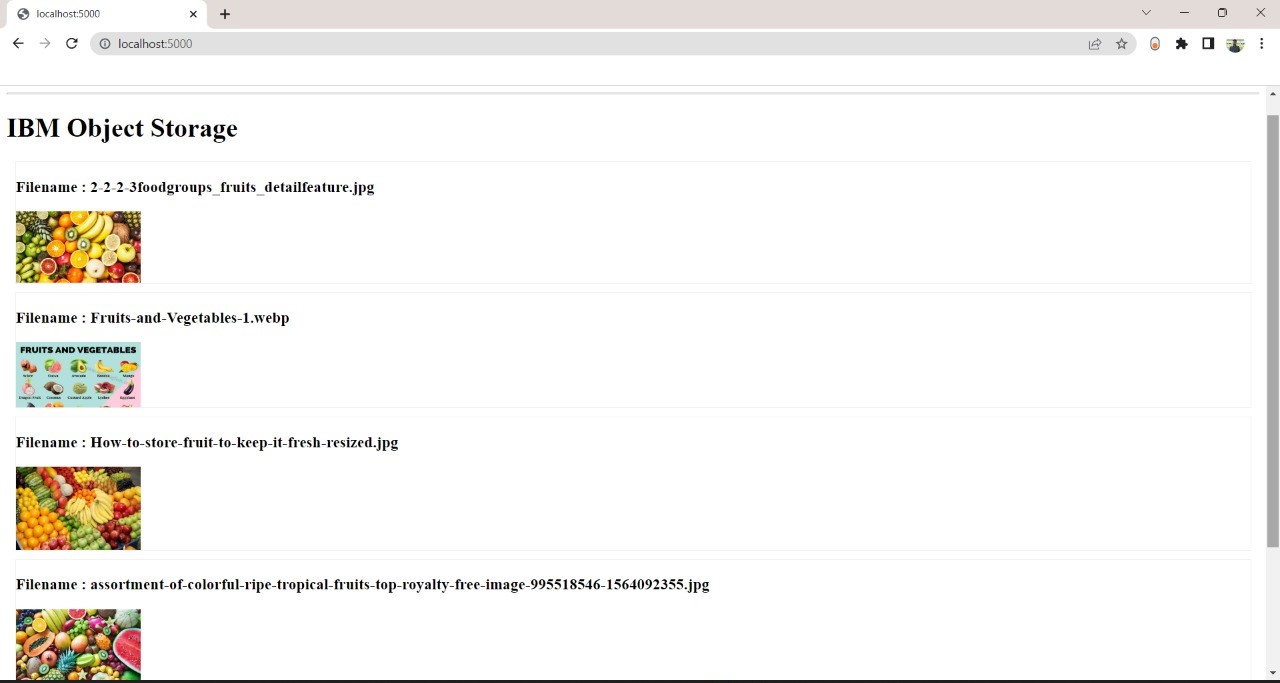 localhost:5000
localhost:5000
IBM Object Storage
Filename : 2-2-2-3foodgroups_fruits_detailfeature.jpg
Filename : Fruits-and-Vegetables-1.webp
FRUITS AND VEGETABLES
Filename : How-to-store-fruit-to-keep-it-fresh-resized.jpg
Filename : assortment-of-colorful-ripe-tropical-fruits-top-royalty-free-image-995518546-1564092355.jpg